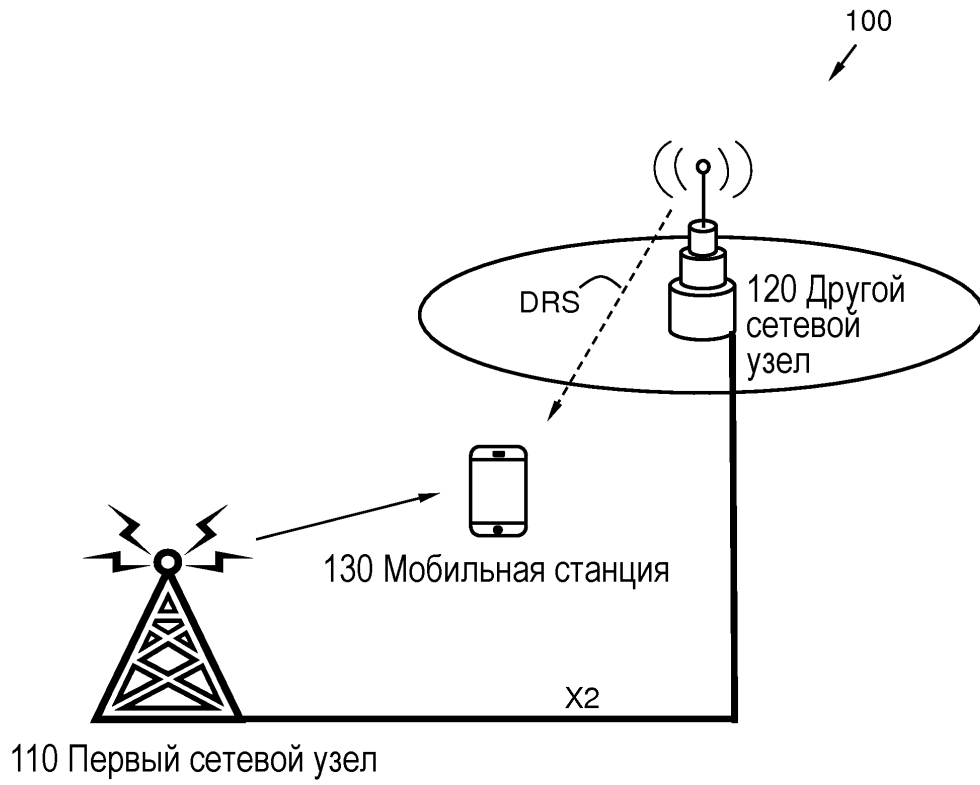 100
DRS
120 Другой
сетевой
узел
130 Мобильная станция
X2
110 Первый сетевой узел